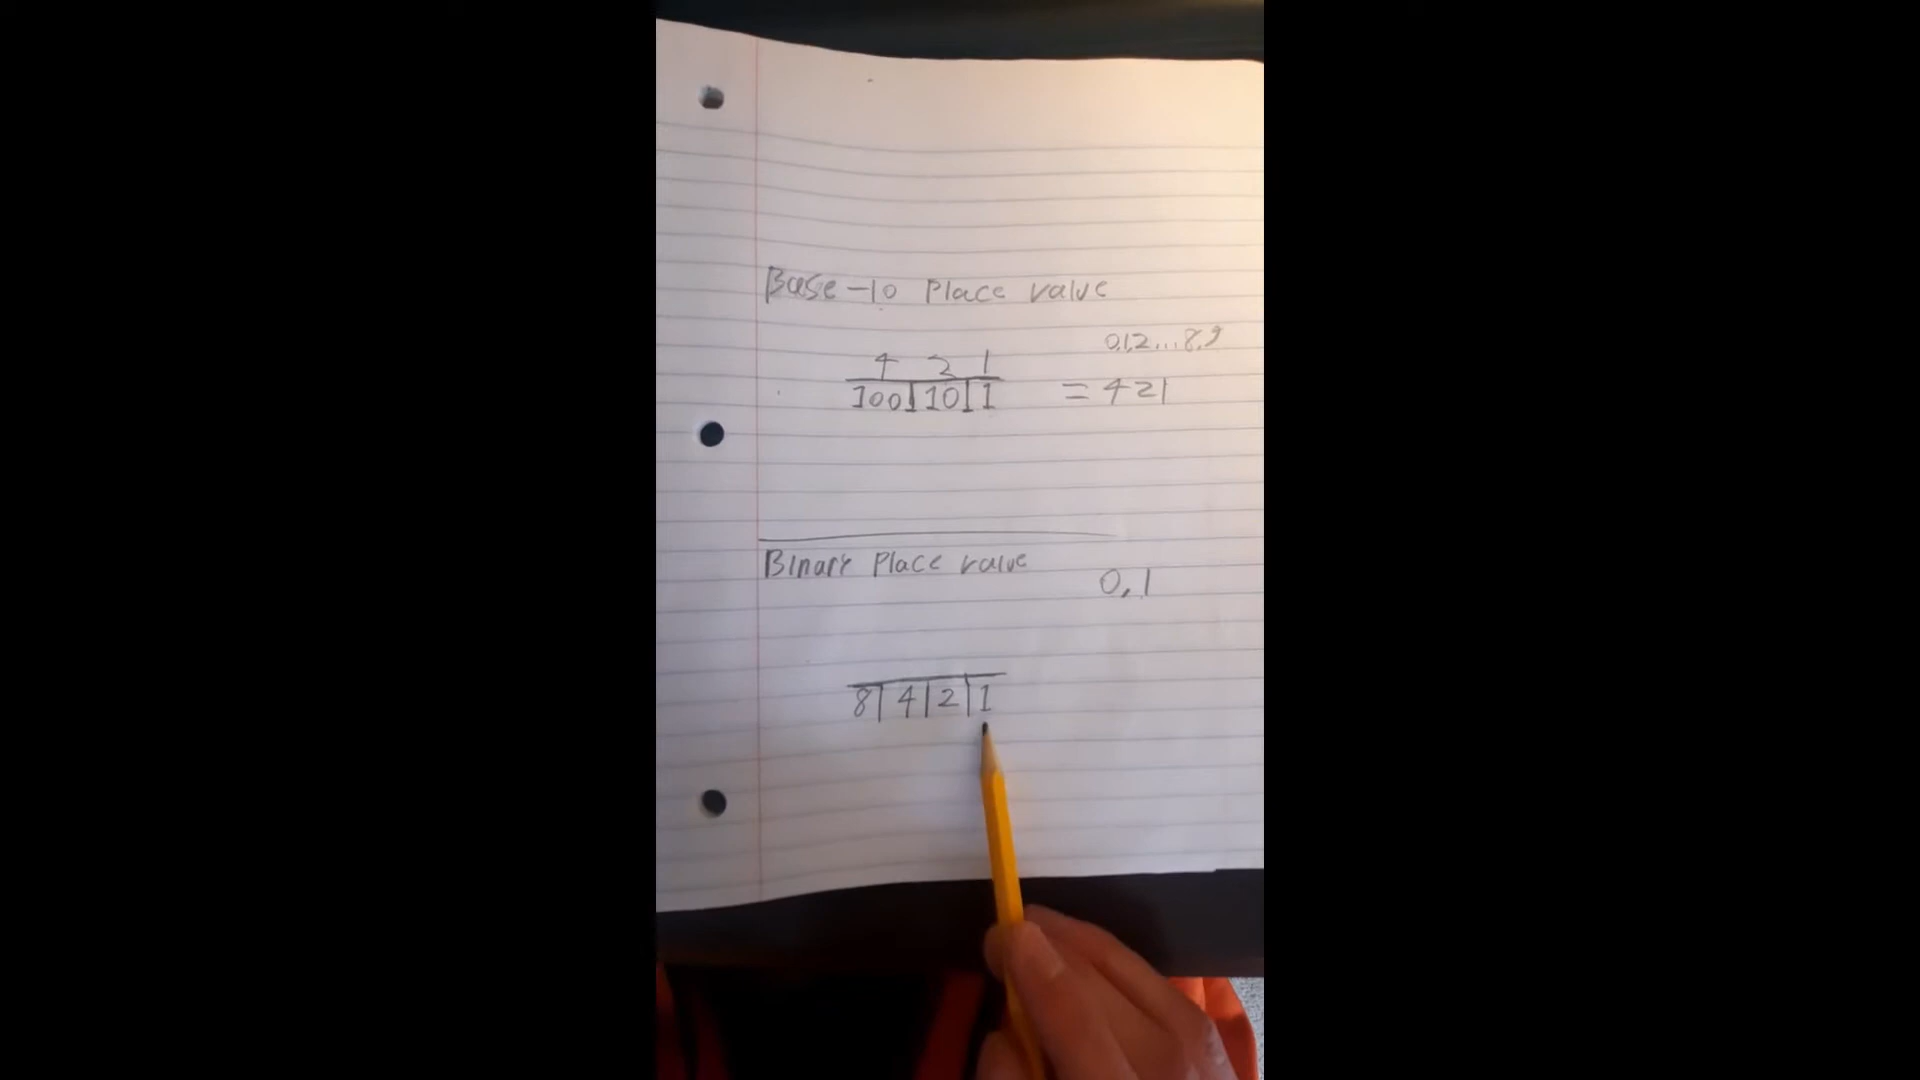 Base-10 Place value
0,1,2...8,9
4 2 1
100|10|1 = 421
Binary Place value
0,1
8|4|2|1